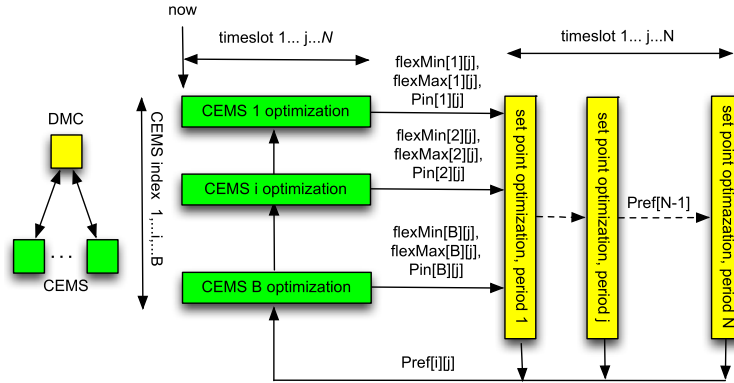 now
timeslot 1... j...N
timeslot 1... j...N
flexMin[1][j],
flexMax[1][j],
Pin[1][j]
CEMS 1 optimization
DMC
CEMS index 1,...i,...B
flexMin[2][j],
flexMax[2][j],
Pin[2][j]
CEMS i optimization
set point optimization, period 1
set point optimization, period j
set point optimazation, period N
Pref[N-1]
flexMin[B][j],
flexMax[B][j],
Pin[B][j]
...
CEMS
CEMS B optimization
Pref[i][j]